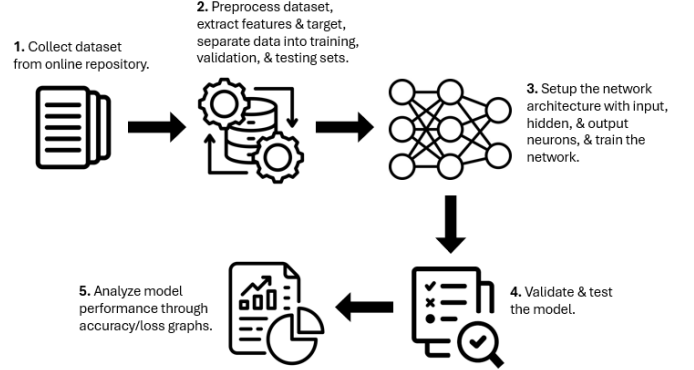 1. Collect dataset
from online repository.
2. Preprocess dataset,
extract features & target,
separate data into training,
validation, & testing sets.
3. Setup the network
architecture with input,
hidden, & output
neurons, & train the
network.
4. Validate & test
the model.
5. Analyze model
performance through
accuracy/loss graphs.